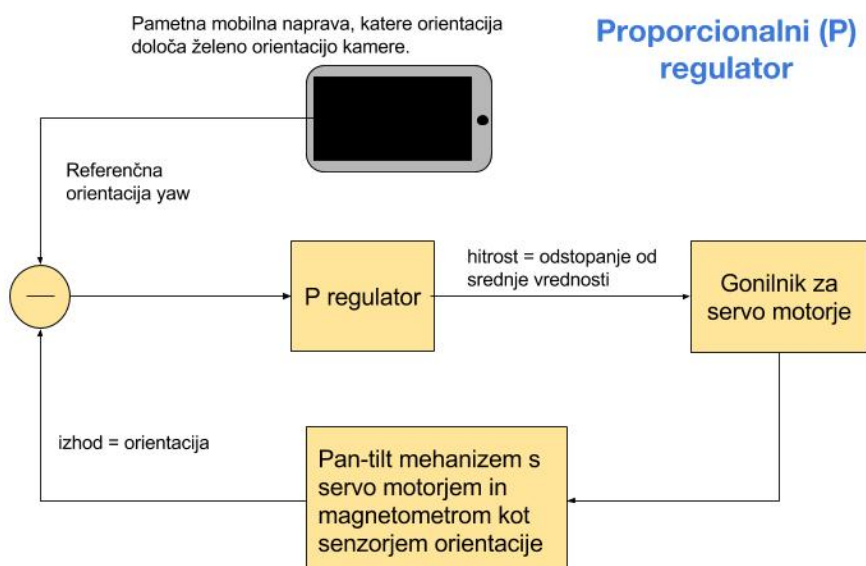 Pametna mobilna naprava, katere orientacija
določa želeno orientacijo kamere.
Proporcionalni (P)
regulator
Referenčna
orientacija yaw
P regulator
hitrost = odstopanje od
srednje vrednosti
Gonilnik za
servo motorje
izhod = orientacija
Pan-tilt mehanizem s
servo motorjem in
magnetometrom kot
senzorjem orientacije